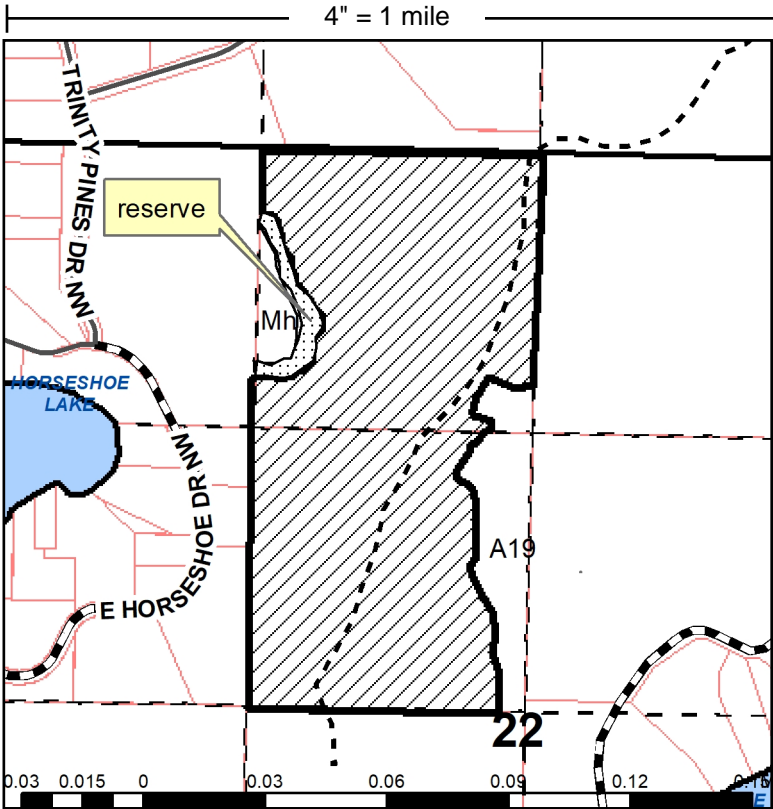 4" = 1 mile
TRINITY PINES DR NW
reserve
Mh
HORSESHOE
LAKE
E HORSESHOE DR NW
A19
22
0.03 0.015 0 0.03 0.06 0.09 0.12
E